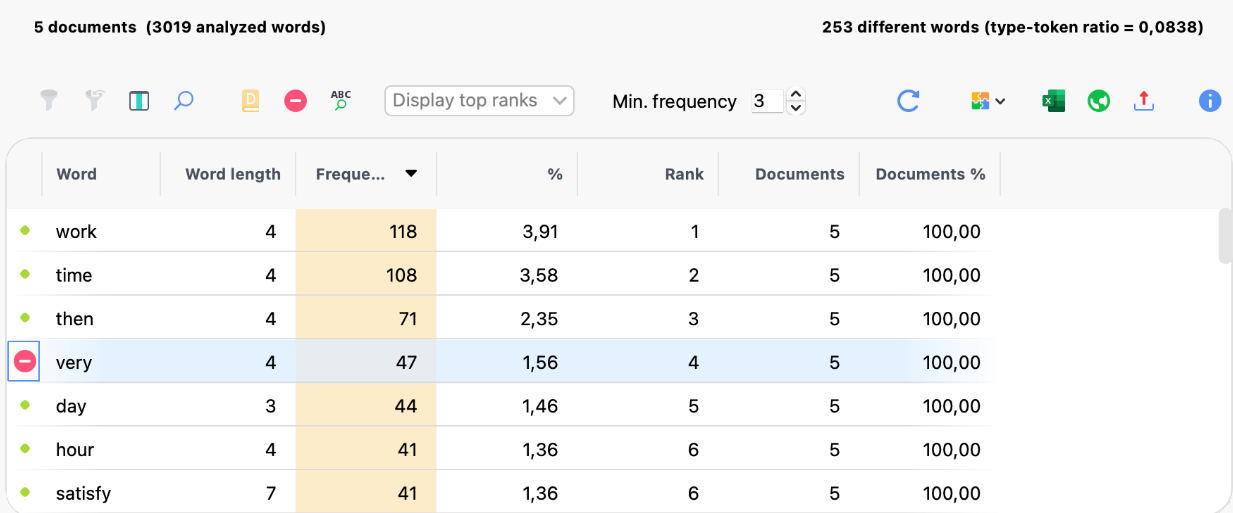 5 documents (3019 analyzed words) 253 different words (type-token ratio = 0,0838)
D ABC Display top ranks Min. frequency 3 X i
Word Word length Freque... % Rank Documents Documents %
work 4 118 3,91 1 5 100,00
time 4 108 3,58 2 5 100,00
then 4 71 2,35 3 5 100,00
very 4 47 1,56 4 5 100,00
day 3 44 1,46 5 5 100,00
hour 4 41 1,36 6 5 100,00
satisfy 7 41 1,36 6 5 100,00